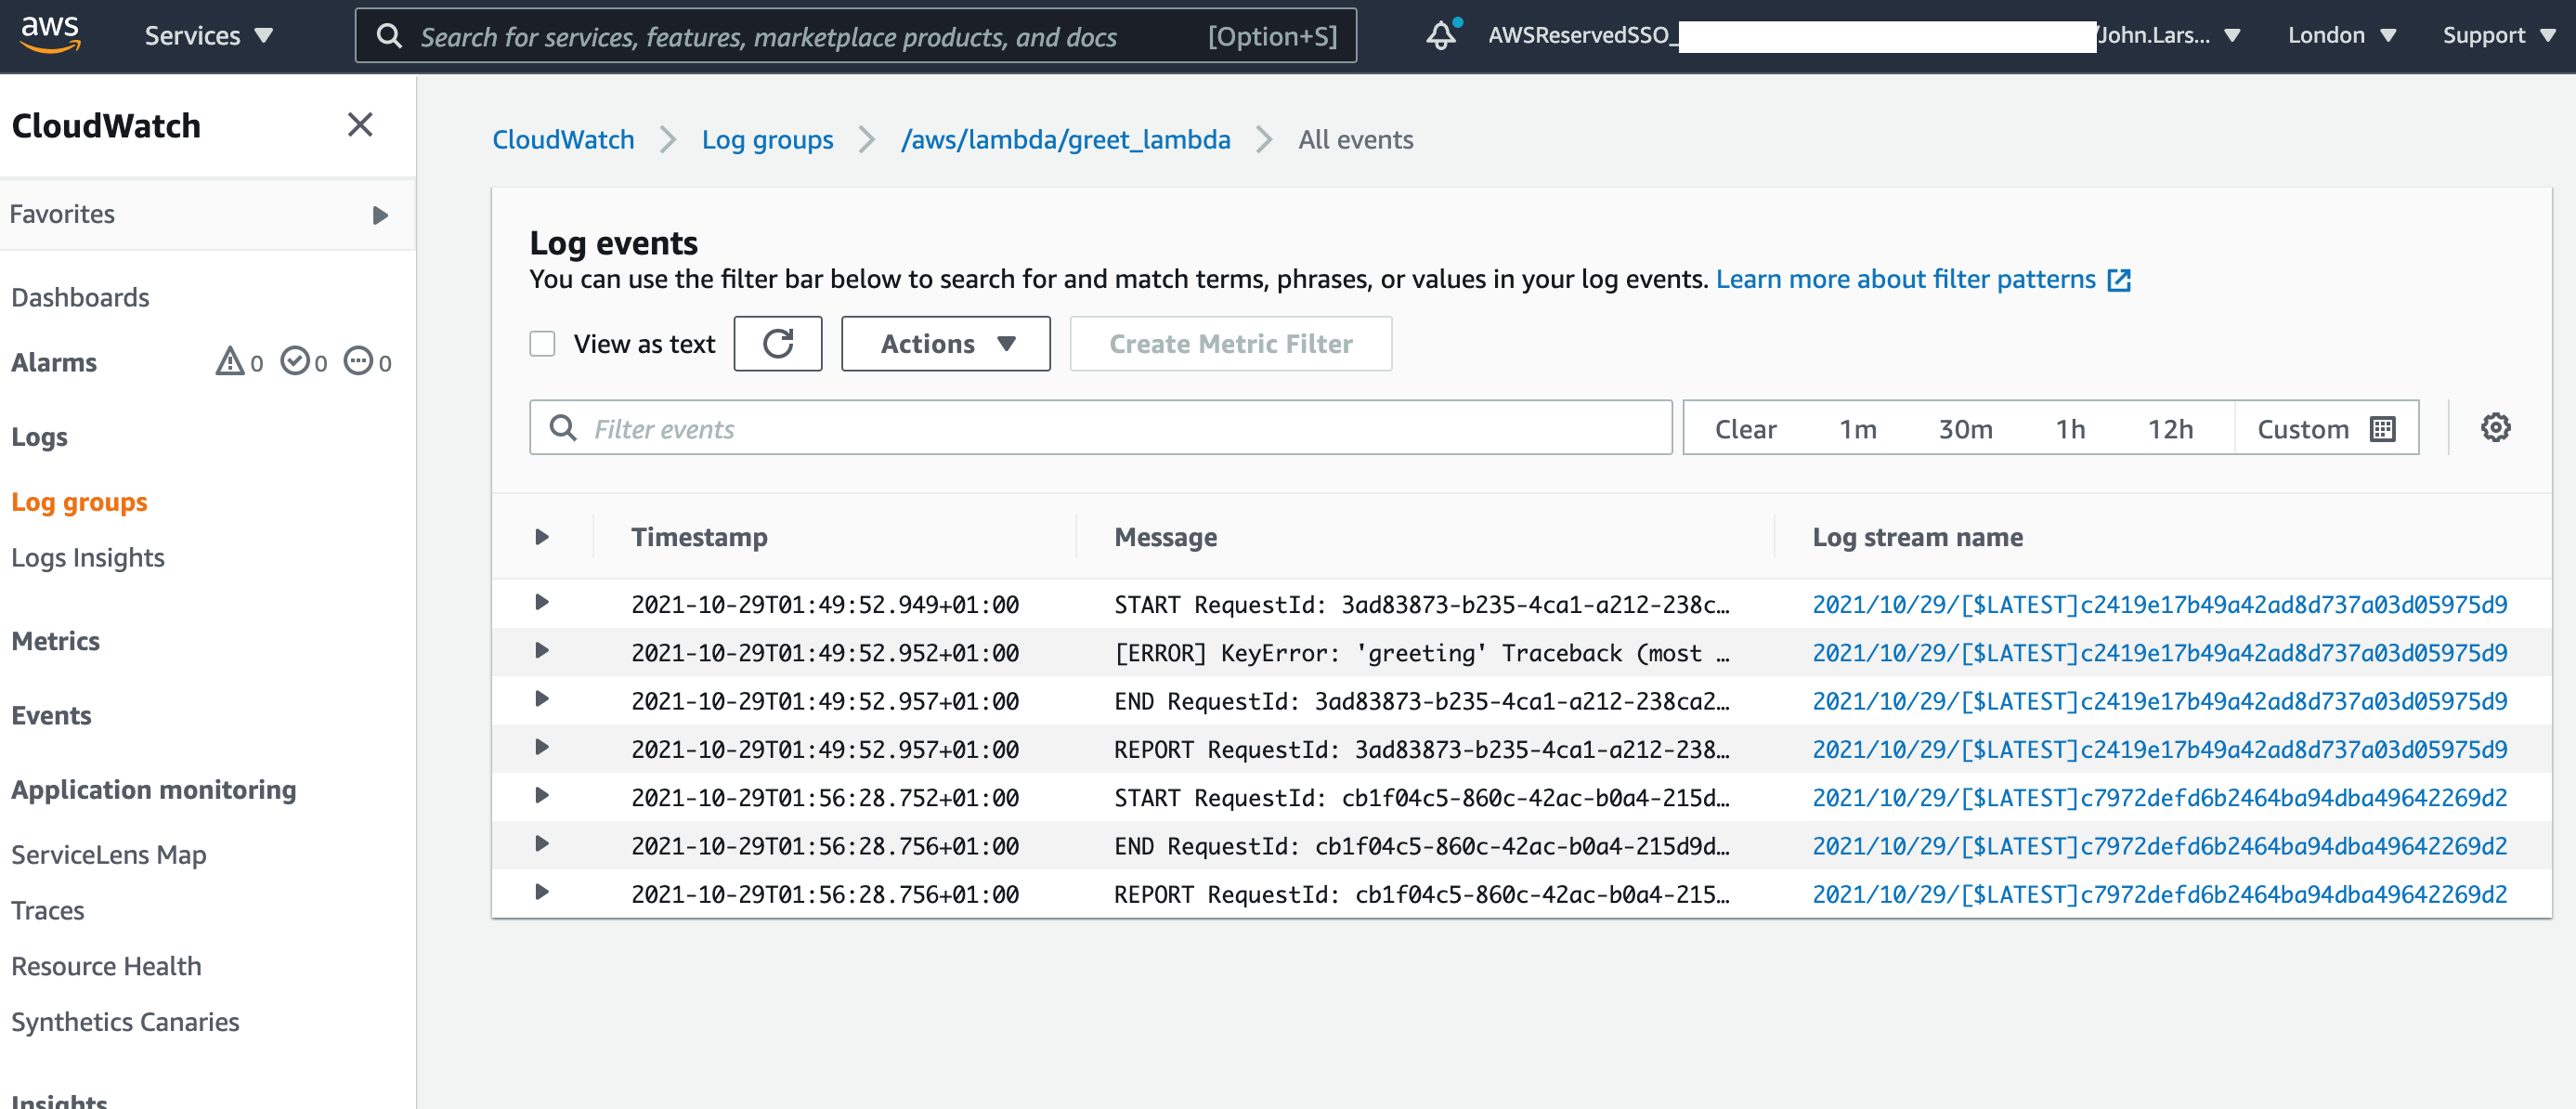 aws Services Search for services, features, marketplace products, and docs [Option+S] AWSReservedSSO_ /John.Lars... London Support
CloudWatch
Favorites
Dashboards
Alarms 0 0 0
Logs
Log groups
Logs Insights
Metrics
Events
Application monitoring
ServiceLens Map
Traces
Resource Health
Synthetics Canaries
Insights
CloudWatch Log groups /aws/lambda/greet_lambda All events
Log events
You can use the filter bar below to search for and match terms, phrases, or values in your log events. Learn more about filter patterns
View as text Actions Create Metric Filter
Filter events Clear 1m 30m 1h 12h Custom
Timestamp Message Log stream name
2021-10-29T01:49:52.949+01:00 START RequestId: 3ad83873-b235-4ca1-a212-238c… 2021/10/29/[$LATEST]c2419e17b49a42ad8d737a03d05975d9
2021-10-29T01:49:52.952+01:00 [ERROR] KeyError: 'greeting' Traceback (most … 2021/10/29/[$LATEST]c2419e17b49a42ad8d737a03d05975d9
2021-10-29T01:49:52.957+01:00 END RequestId: 3ad83873-b235-4ca1-a212-238ca2… 2021/10/29/[$LATEST]c2419e17b49a42ad8d737a03d05975d9
2021-10-29T01:49:52.957+01:00 REPORT RequestId: 3ad83873-b235-4ca1-a212-238… 2021/10/29/[$LATEST]c2419e17b49a42ad8d737a03d05975d9
2021-10-29T01:56:28.752+01:00 START RequestId: cb1f04c5-860c-42ac-b0a4-215d… 2021/10/29/[$LATEST]c7972defd6b2464ba94dba49642269d2
2021-10-29T01:56:28.756+01:00 END RequestId: cb1f04c5-860c-42ac-b0a4-215d9d… 2021/10/29/[$LATEST]c7972defd6b2464ba94dba49642269d2
2021-10-29T01:56:28.756+01:00 REPORT RequestId: cb1f04c5-860c-42ac-b0a4-215… 2021/10/29/[$LATEST]c7972defd6b2464ba94dba49642269d2